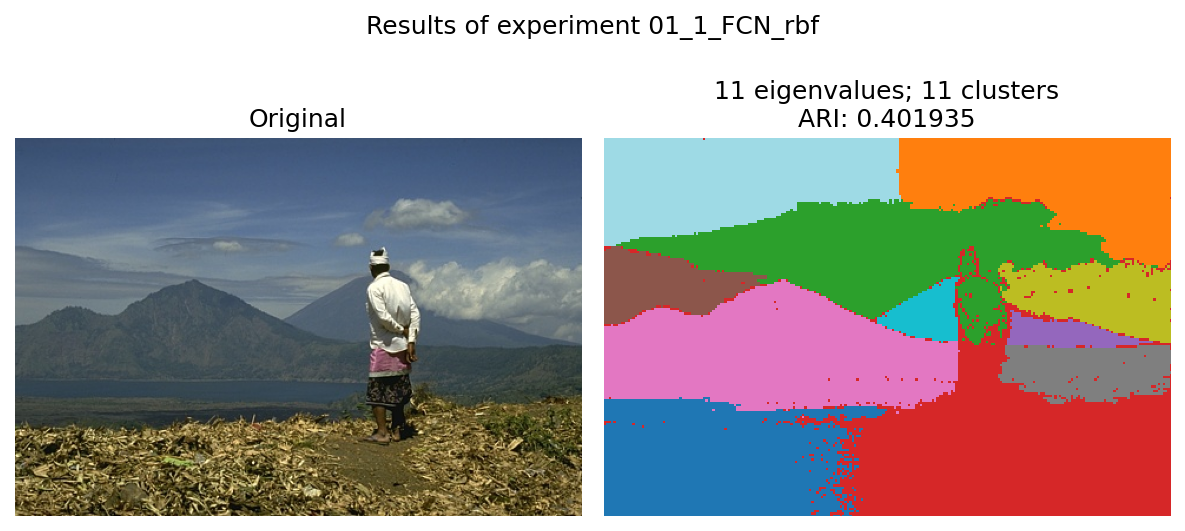 Results of experiment 01_1_FCN_rbf
Original
11 eigenvalues; 11 clusters
ARI: 0.401935